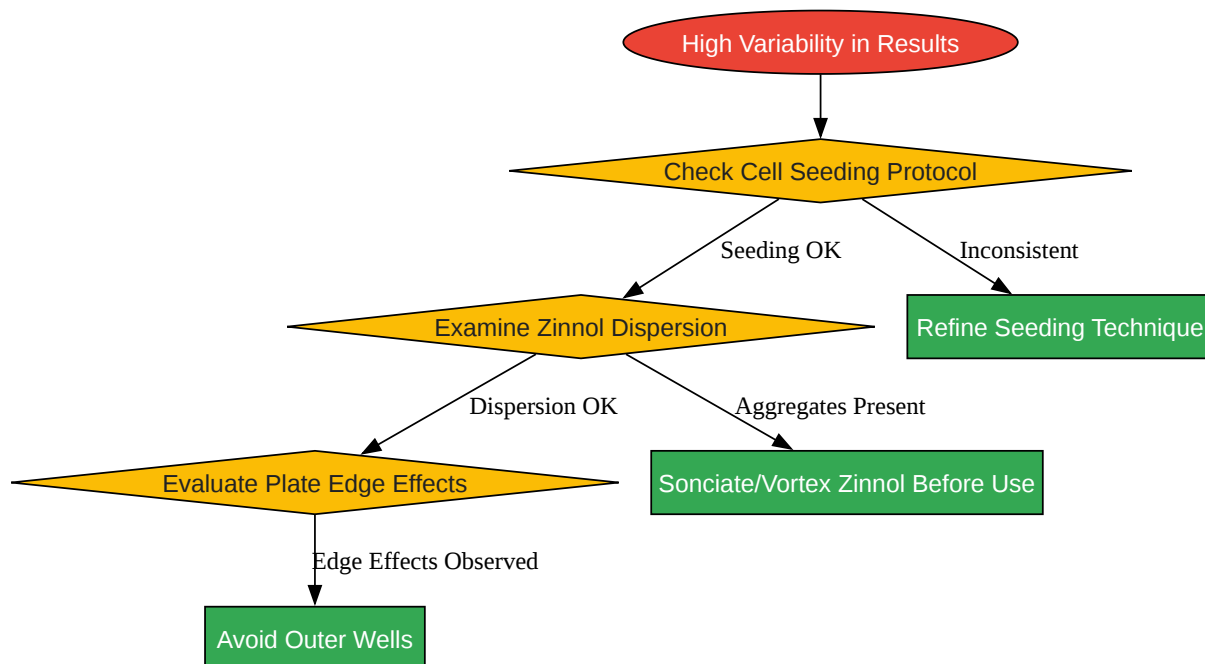 High Variability in Results
Check Cell Seeding Protocol
Seeding OK
Inconsistent
Examine Zinnol Dispersion
Refine Seeding Technique
Dispersion OK
Aggregates Present
Evaluate Plate Edge Effects
Sonciate/Vortex Zinnol Before Use
Edge Effects Observed
Avoid Outer Wells